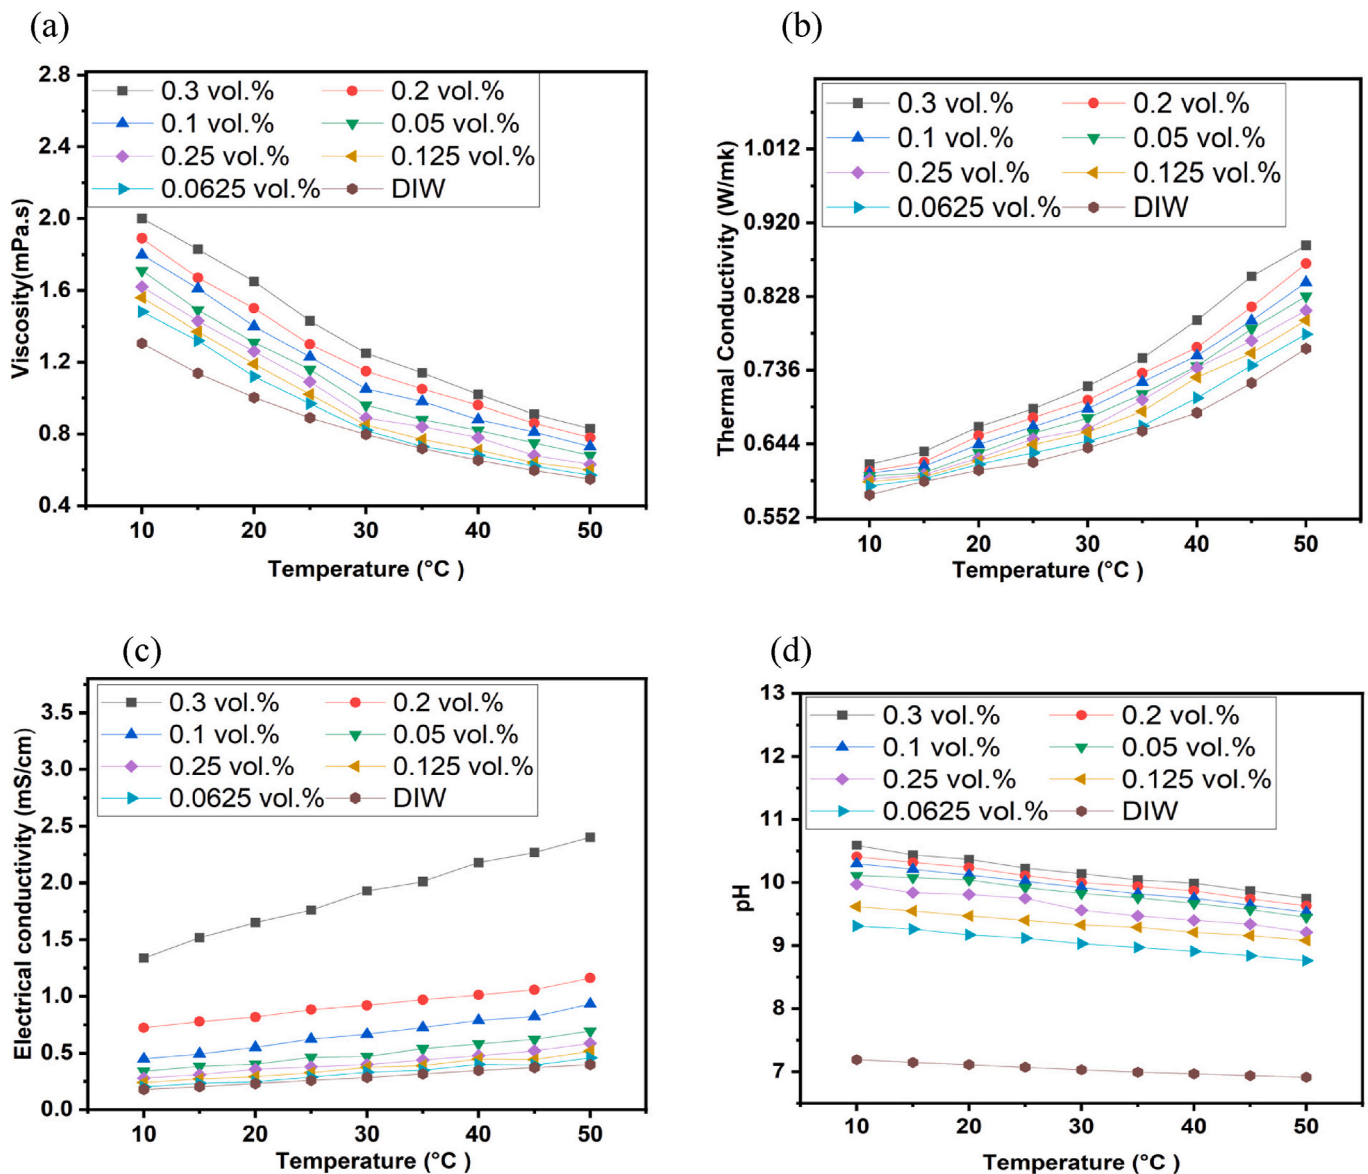 (a)
2.8
2.4
2.0
1.6
1.2
0.8
0.4
Viscosity(mPa.s)
0.3 vol.% 0.2 vol.%
0.1 vol.% 0.05 vol.%
0.25 vol.% 0.125 vol.%
0.0625 vol.% DIW
10 20 30 40 50
Temperature (°C )
(b)
1.012
0.920
0.828
0.736
0.644
0.552
Thermal Conductivity (W/mk)
0.3 vol.% 0.2 vol.%
0.1 vol.% 0.05 vol.%
0.25 vol.% 0.125 vol.%
0.0625 vol.% DIW
10 20 30 40 50
Temperature (°C )
(c)
3.5
3.0
2.5
2.0
1.5
1.0
0.5
0.0
Electrical conductivity (mS/cm)
0.3 vol.% 0.2 vol.%
0.1 vol.% 0.05 vol.%
0.25 vol.% 0.125 vol.%
0.0625 vol.% DIW
10 20 30 40 50
Temperature (°C )
(d)
13
12
11
10
9
8
7
pH
0.3 vol.% 0.2 vol.%
0.1 vol.% 0.05 vol.%
0.25 vol.% 0.125 vol.%
0.0625 vol.% DIW
10 20 30 40 50
Temperature (°C )